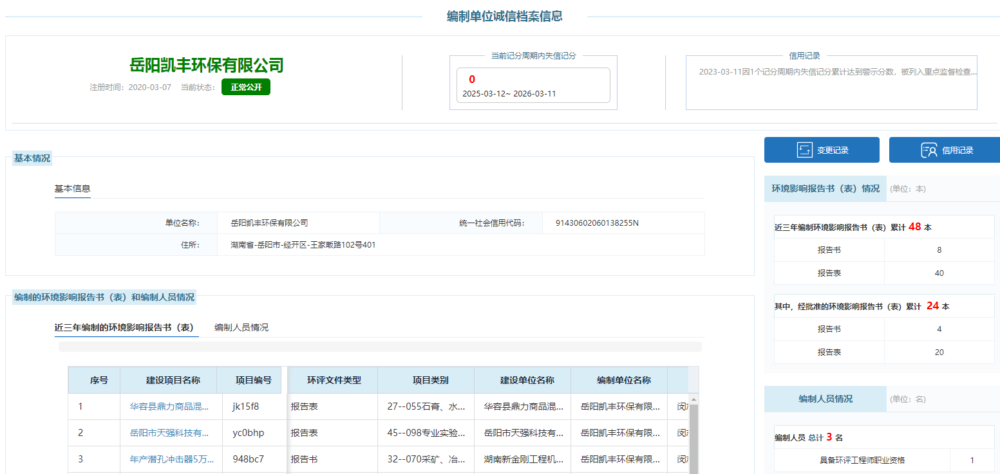 编制单位诚信档案信息
岳阳凯丰环保有限公司
注册时间：2020-03-07 当前状态： 正常公开
当前记分周期内失信记分
0
2025-03-12~ 2026-03-11
信用记录
2023-03-11因1个记分周期内失信记分累计达到警示分数，被列入重点监督检查...
变更记录
信用记录
基本情况
基本信息
单位名称： 岳阳凯丰环保有限公司 统一社会信用代码： 91430602060138255N
住所： 湖南省-岳阳市-经开区-王家畈路102号401
编制的环境影响报告书（表）和编制人员情况
近三年编制的环境影响报告书（表） 编制人员情况
序号 建设项目名称 项目编号 环评文件类型 项目类别 建设单位名称 编制单位名称
1 华容县鼎力商品混... jk15f8 报告表 27--055石膏、水... 华容县鼎力商品混... 岳阳凯丰环保有限... 闵
2 岳阳市天强科技有... yc0bhp 报告表 45--098专业实验... 岳阳市天强科技有... 岳阳凯丰环保有限... 闵
3 年产潜孔冲击器5万... 948bc7 报告书 32--070采矿、冶... 湖南新金刚工程机... 岳阳凯丰环保有限... 闵
环境影响报告书（表）情况 (单位：本)
近三年编制环境影响报告书（表）累计 48 本
报告书 8
报告表 40
其中，经批准的环境影响报告书（表）累计 24 本
报告书 4
报告表 20
编制人员情况 (单位：名)
编制人员 总计 3 名
具备环评工程师职业资格 1